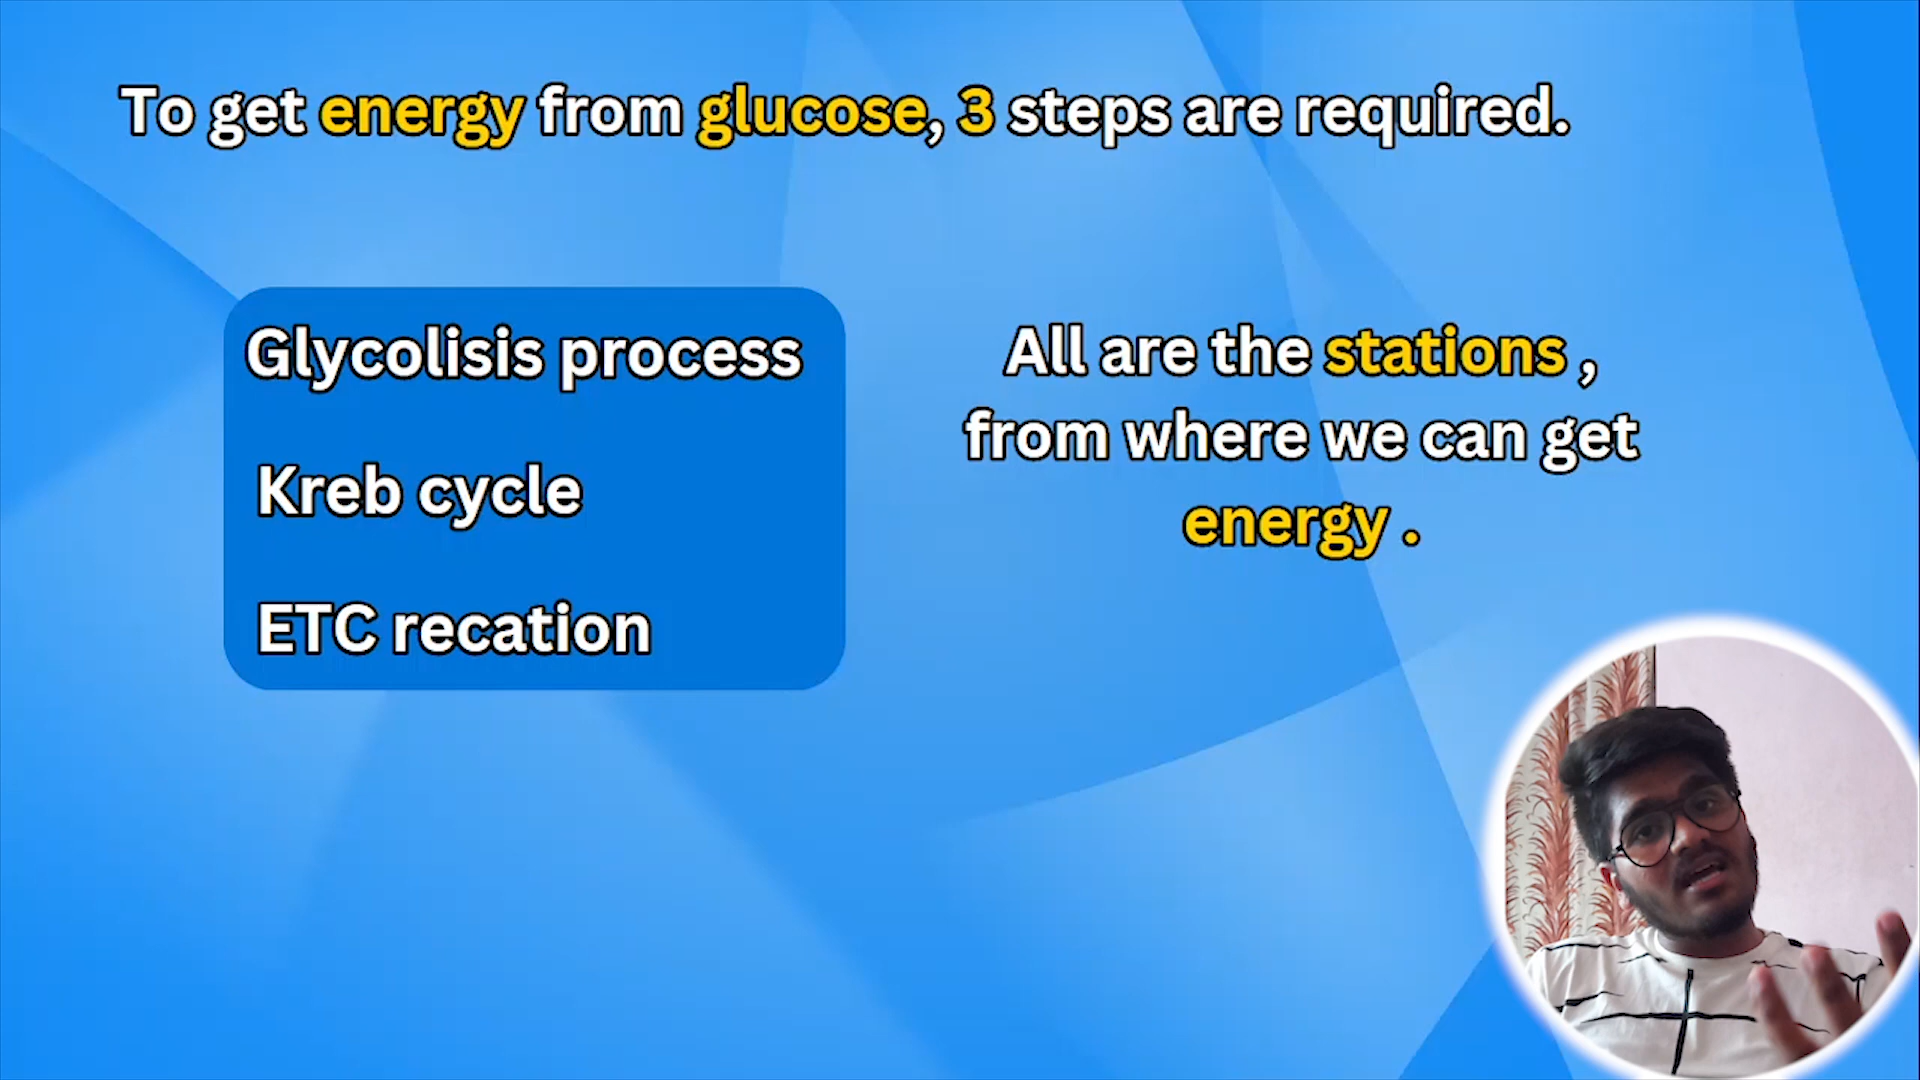 To get energy from glucose, 3 steps are required.
Glycolisis process
Kreb cycle
ETC recation
All are the stations ,
from where we can get
energy .